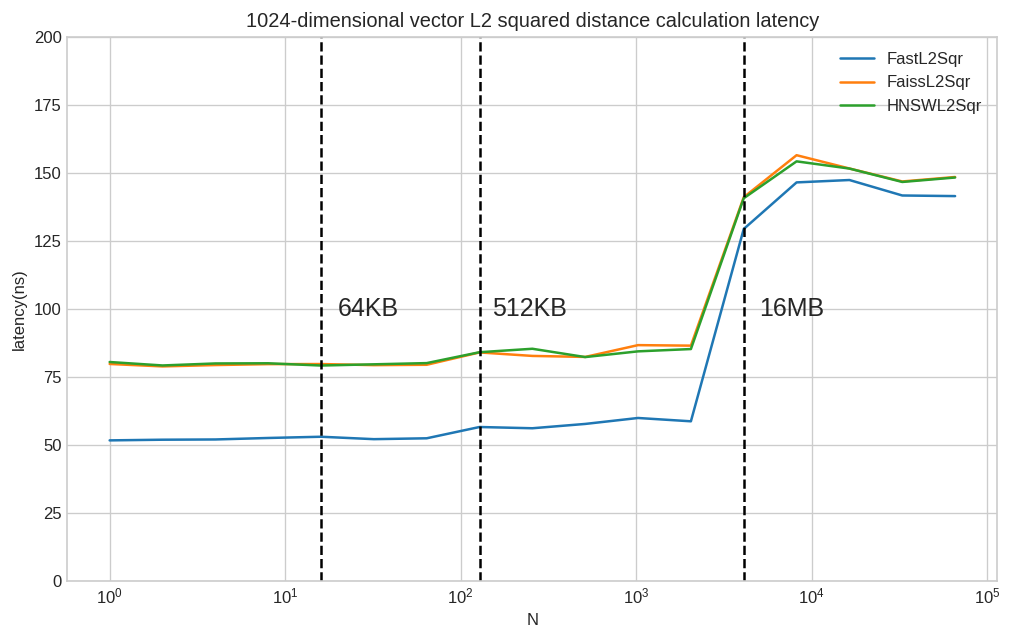 1024-dimensional vector L2 squared distance calculation latency
200
175
150
125
100
75
50
25
0
latency(ns)
FastL2Sqr
FaissL2Sqr
HNSWL2Sqr
64KB
512KB
16MB
10⁰
10¹
10²
10³
10⁴
10⁵
N